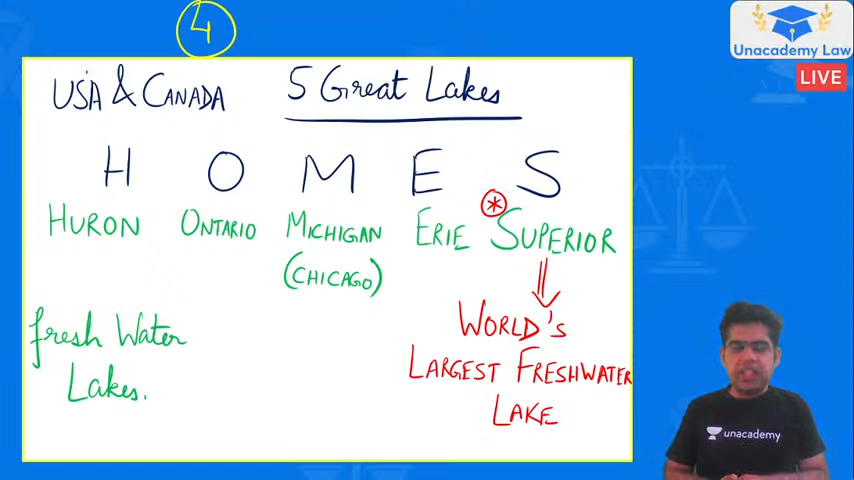 4
Unacademy Law
LIVE
USA & CANADA 5 Great Lakes
H O M E S
HURON ONTARIO MICHIGAN ERIE * SUPERIOR
(CHICAGO)
fresh Water
Lakes.
WORLD's
LARGEST FRESHWATER
LAKE
unacademy